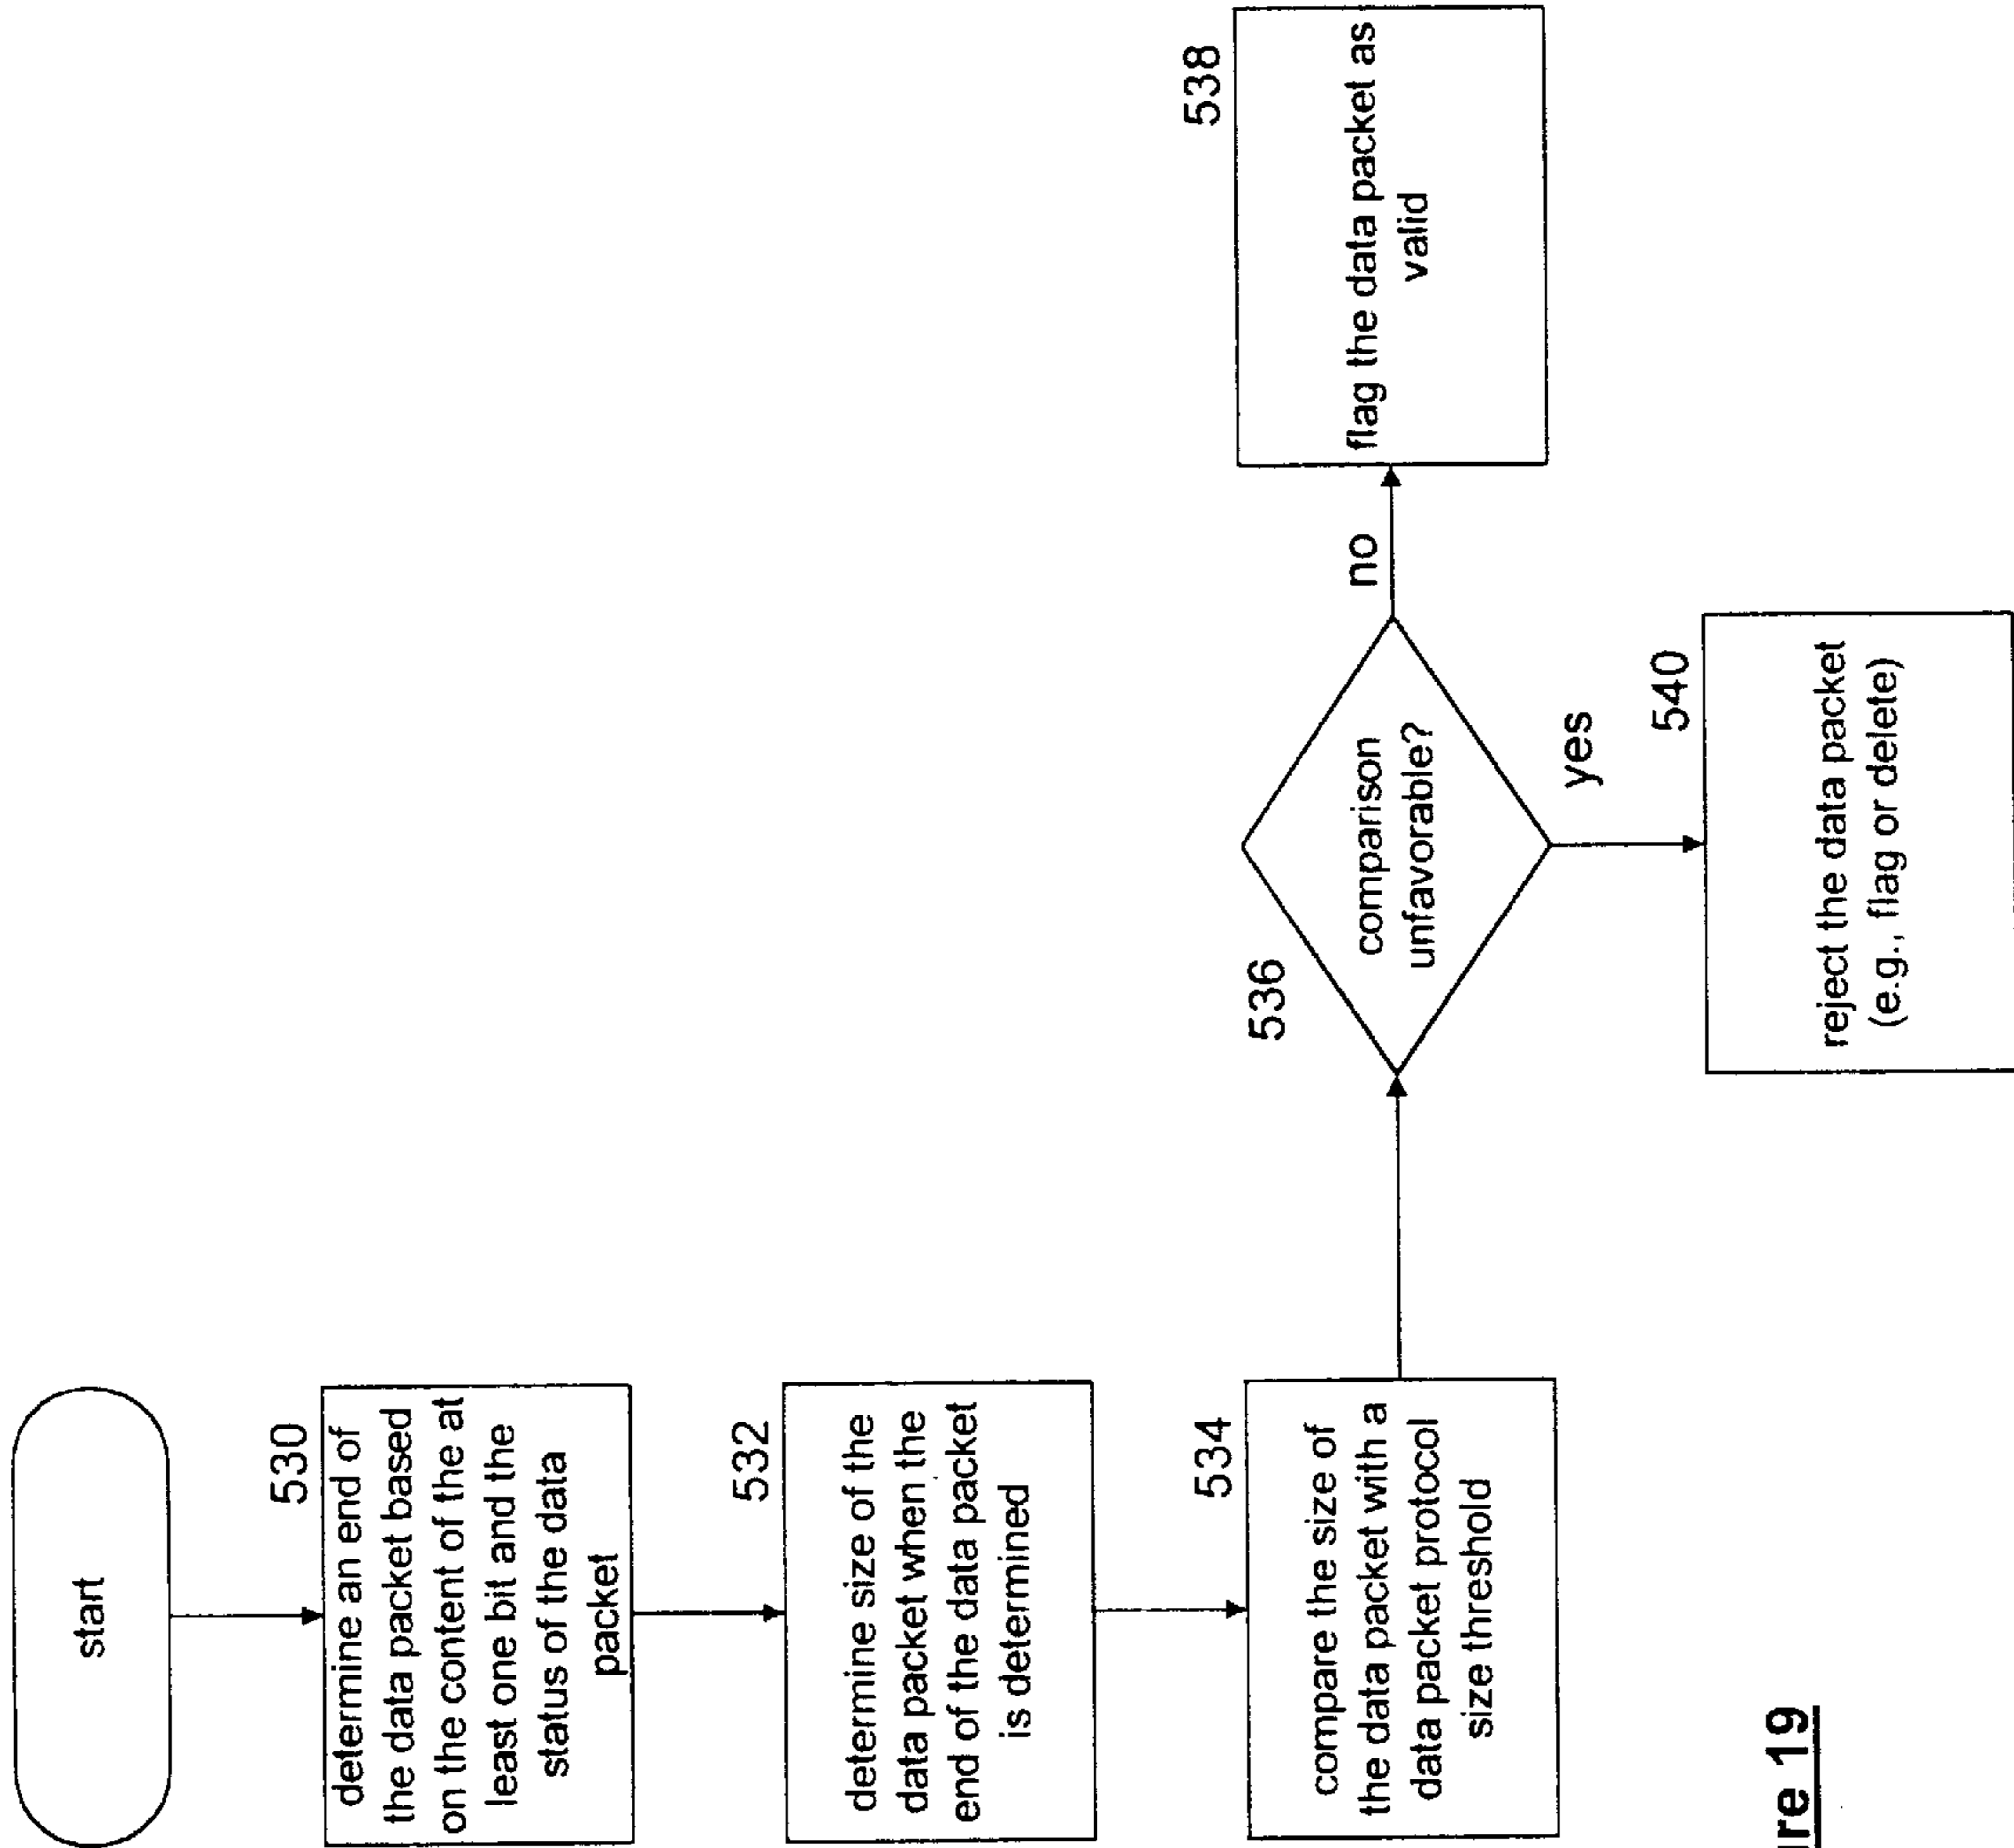 start
530
determine an end of
the data packet based
on the content of the at
least one bit and the
status of the data
packet
532
determine size of the
data packet when the
end of the data packet
is determined
534
compare the size of
the data packet with a
data packet protocol
size threshold
536
comparison
unfavorable?
no
538
flag the data packet as
valid
yes
540
reject the data packet
(e.g., flag or delete)
ure 19